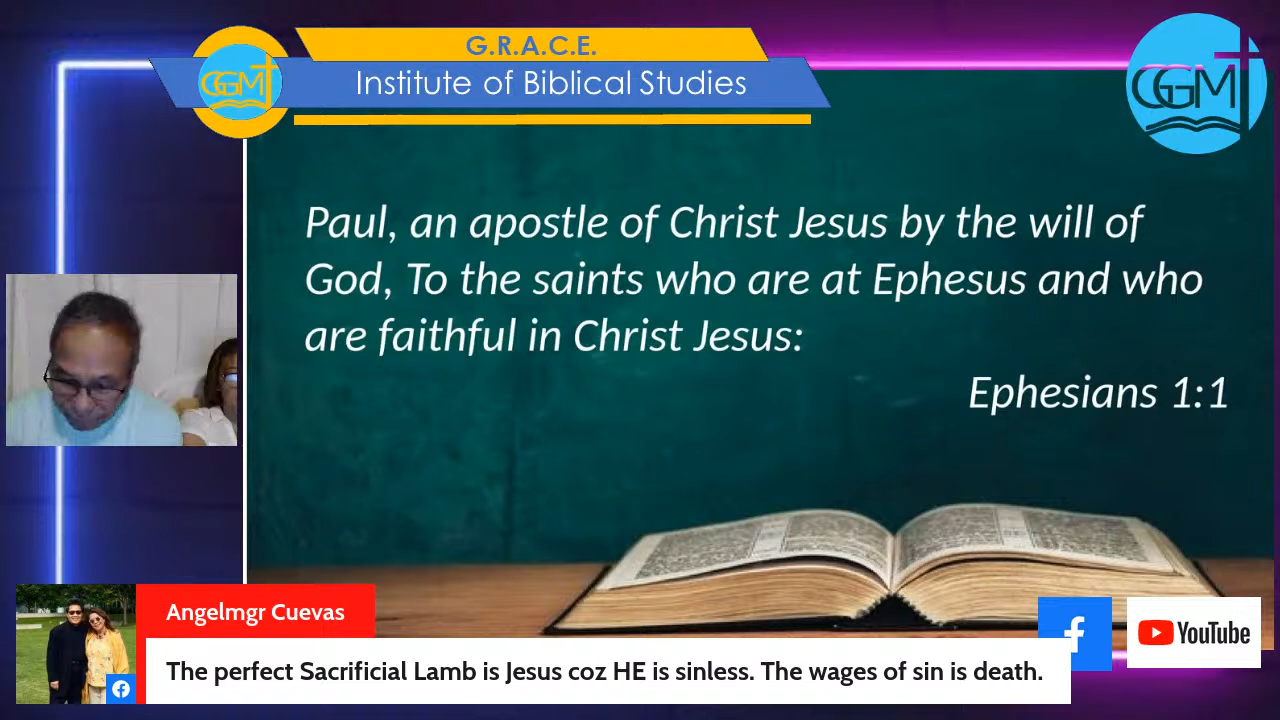 G.R.A.C.E.
Institute of Biblical Studies
CGM
CGM
Paul, an apostle of Christ Jesus by the will of
God, To the saints who are at Ephesus and who
are faithful in Christ Jesus:
Ephesians 1:1
Angelmgr Cuevas
The perfect Sacrificial Lamb is Jesus coz HE is sinless. The wages of sin is death.
f
YouTube